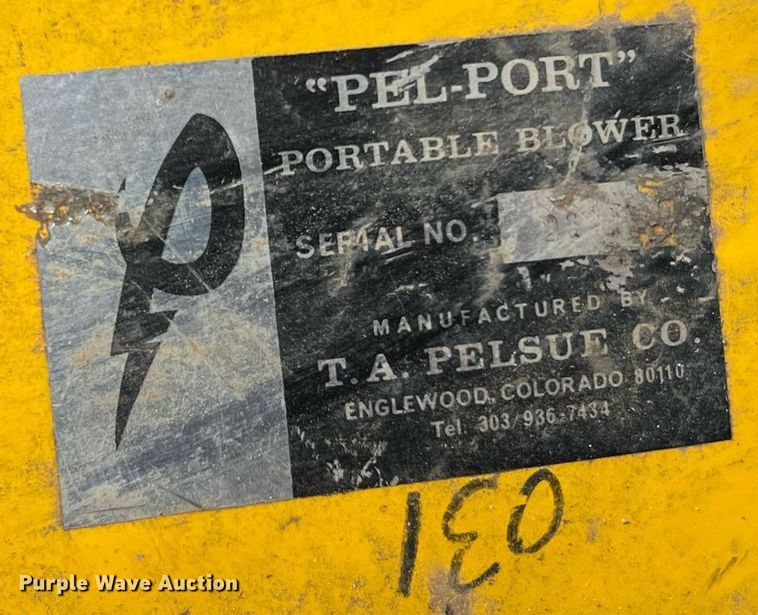 "PEL-PORT"
PORTABLE BLOWER
SERIAL NO.
MANUFACTURED BY
T.A. PELSUE CO.
ENGLEWOOD, COLORADO 80110
Tel. 303/936-7434
Purple Wave Auction